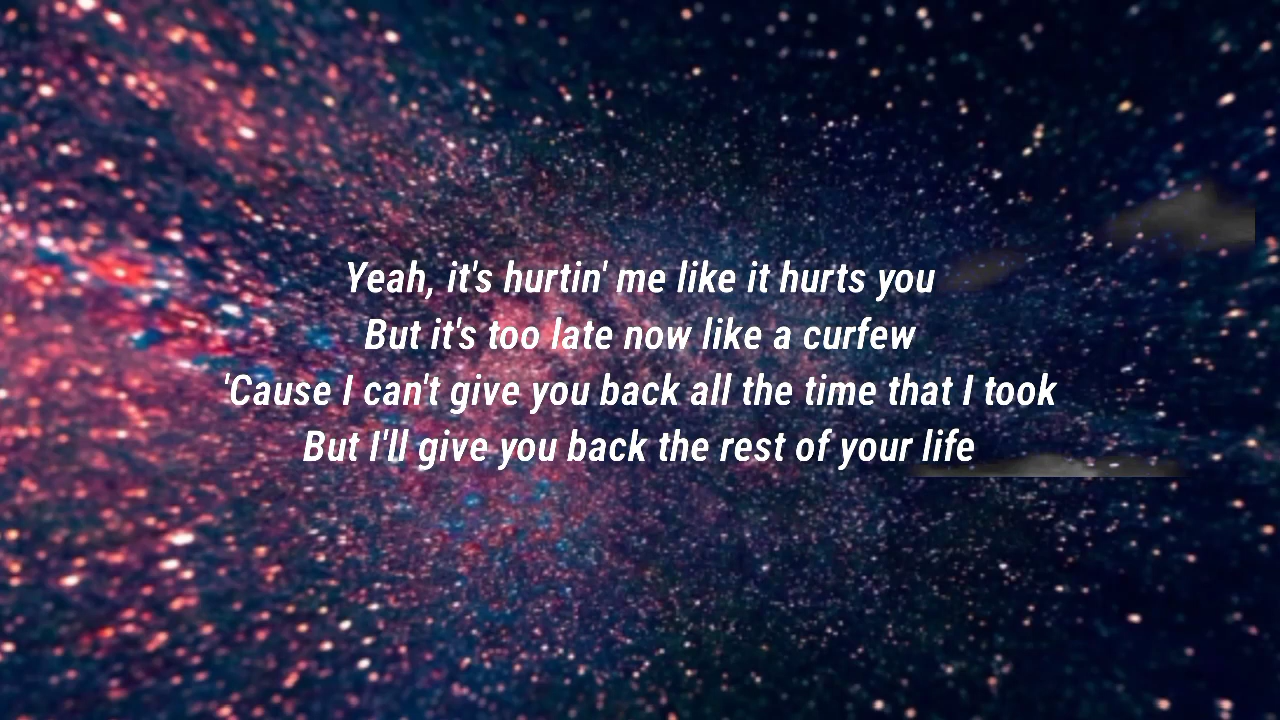 Yeah, it's hurtin' me like it hurts you
But it's too late now like a curfew
'Cause I can't give you back all the time that I took
But I'll give you back the rest of your life